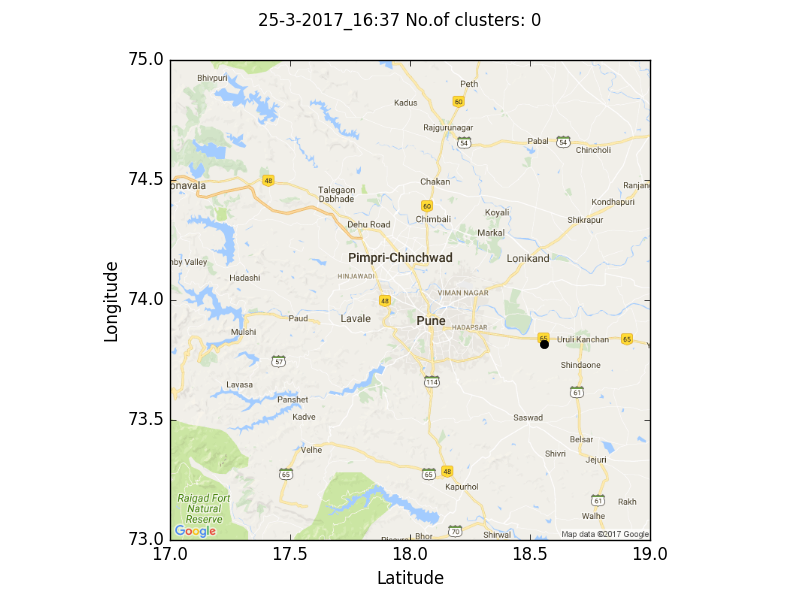 25-3-2017_16:37 No.of clusters: 0
75.0
74.5
74.0
73.5
73.0
Longitude
17.0
17.5
18.0
18.5
19.0
Latitude
Bhivpuri
Peth
Kadus
60
Rajgurunagar
54
Pabal
54
Chincholi
onavala
48
Talegaon
Dabhade
Chakan
Ranjan
60
Kondhapuri
Chimbali
Koyali
Shikrapur
Dehu Road
Markal
Pimpri-Chinchwad
Lonikand
nby Valley
HINJAWADI
Hadashi
VIMAN NAGAR
48
Paud
Lavale
Pune
HADAPSAR
Mulshi
65
Uruli Kanchan
65
57
Shindaone
Lavasa
114
61
Panshet
Kadve
Saswad
Belsar
Velhe
Shivri
Jejuri
65
65
48
Kapurhol
Raigad Fort
Natural
Reserve
61
Rakh
Walhe
Google
Bhor
70
Shirwal
Map data ©2017 Google